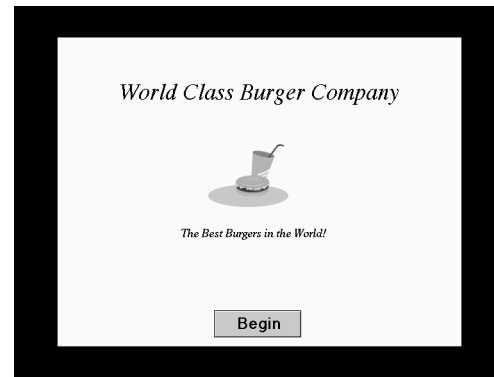 World Class Burger Company
The Best Burgers in the World!
Begin